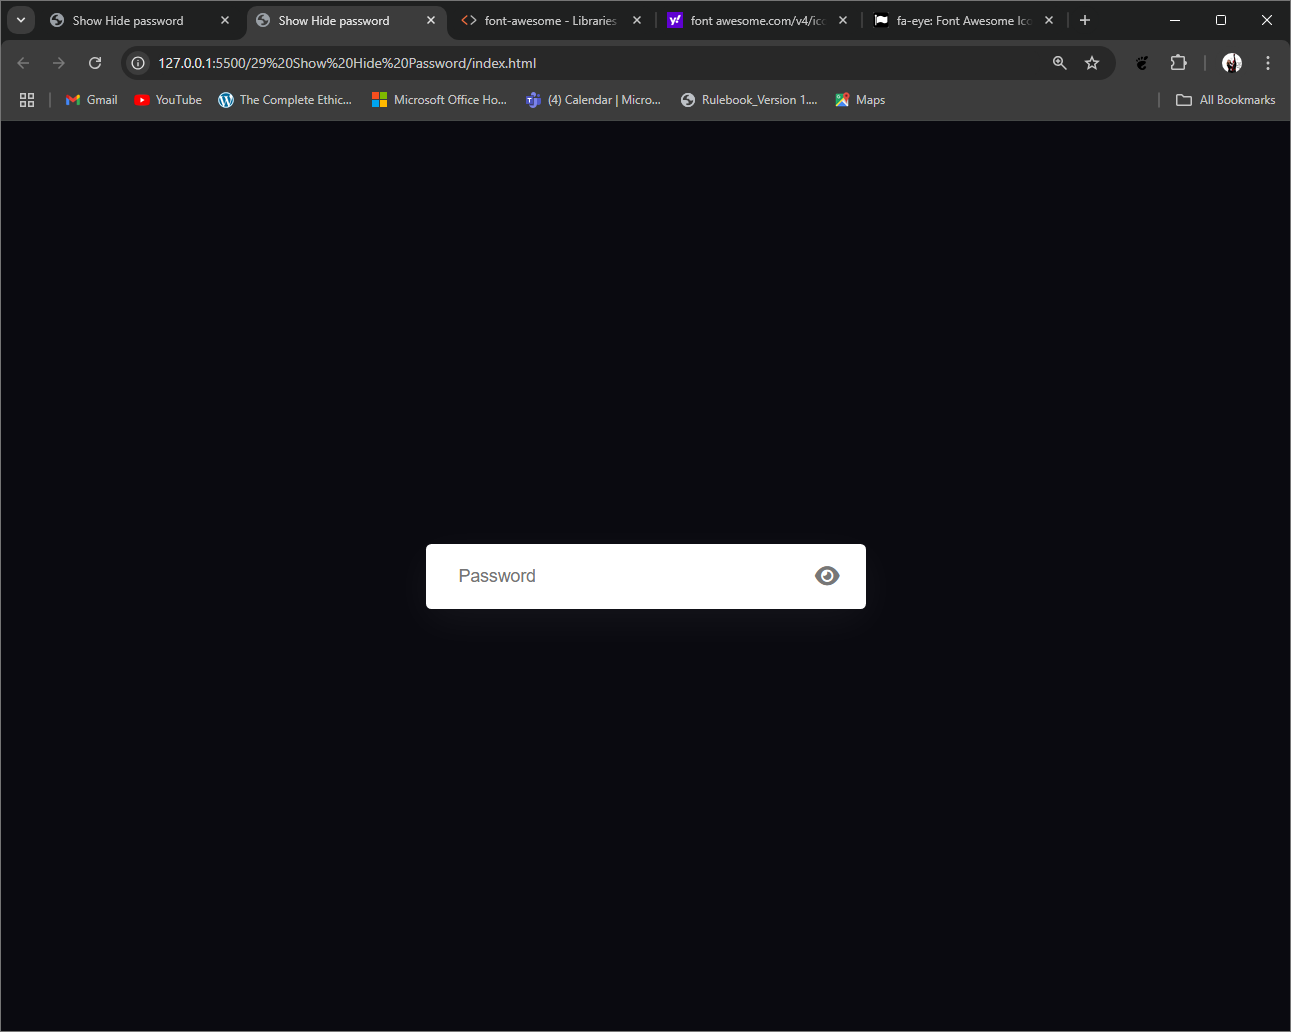 Show Hide password
Show Hide password
font-awesome - Libraries
font awesome.com/v4/icc
fa-eye: Font Awesome Ico
127.0.0.1:5500/29%20Show%20Hide%20Password/index.html
Gmail
YouTube
The Complete Ethic...
Microsoft Office Ho...
(4) Calendar | Micro...
Rulebook_Version 1....
Maps
All Bookmarks
Password